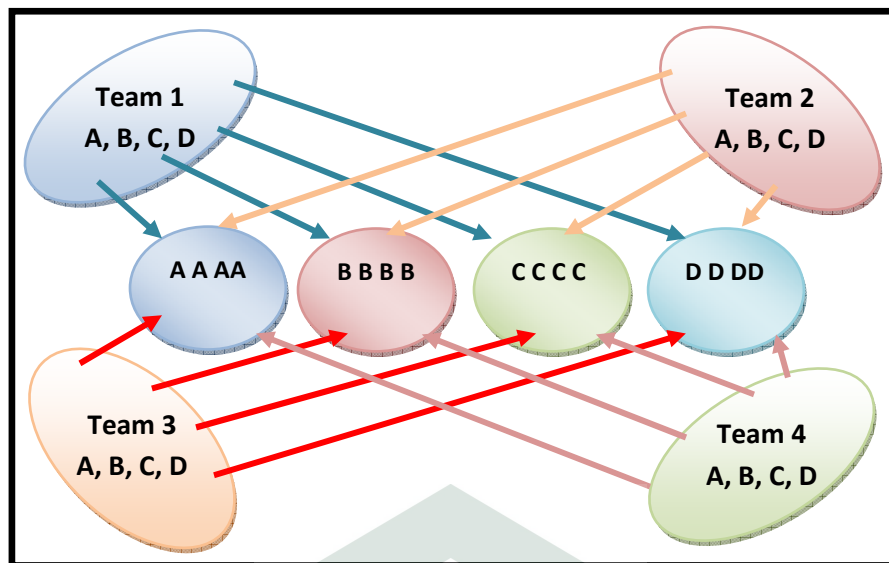 Team 1
A, B, C, D
Team 2
A, B, C, D
A A AA
B B B B
C C C C
D D DD
Team 3
A, B, C, D
Team 4
A, B, C, D